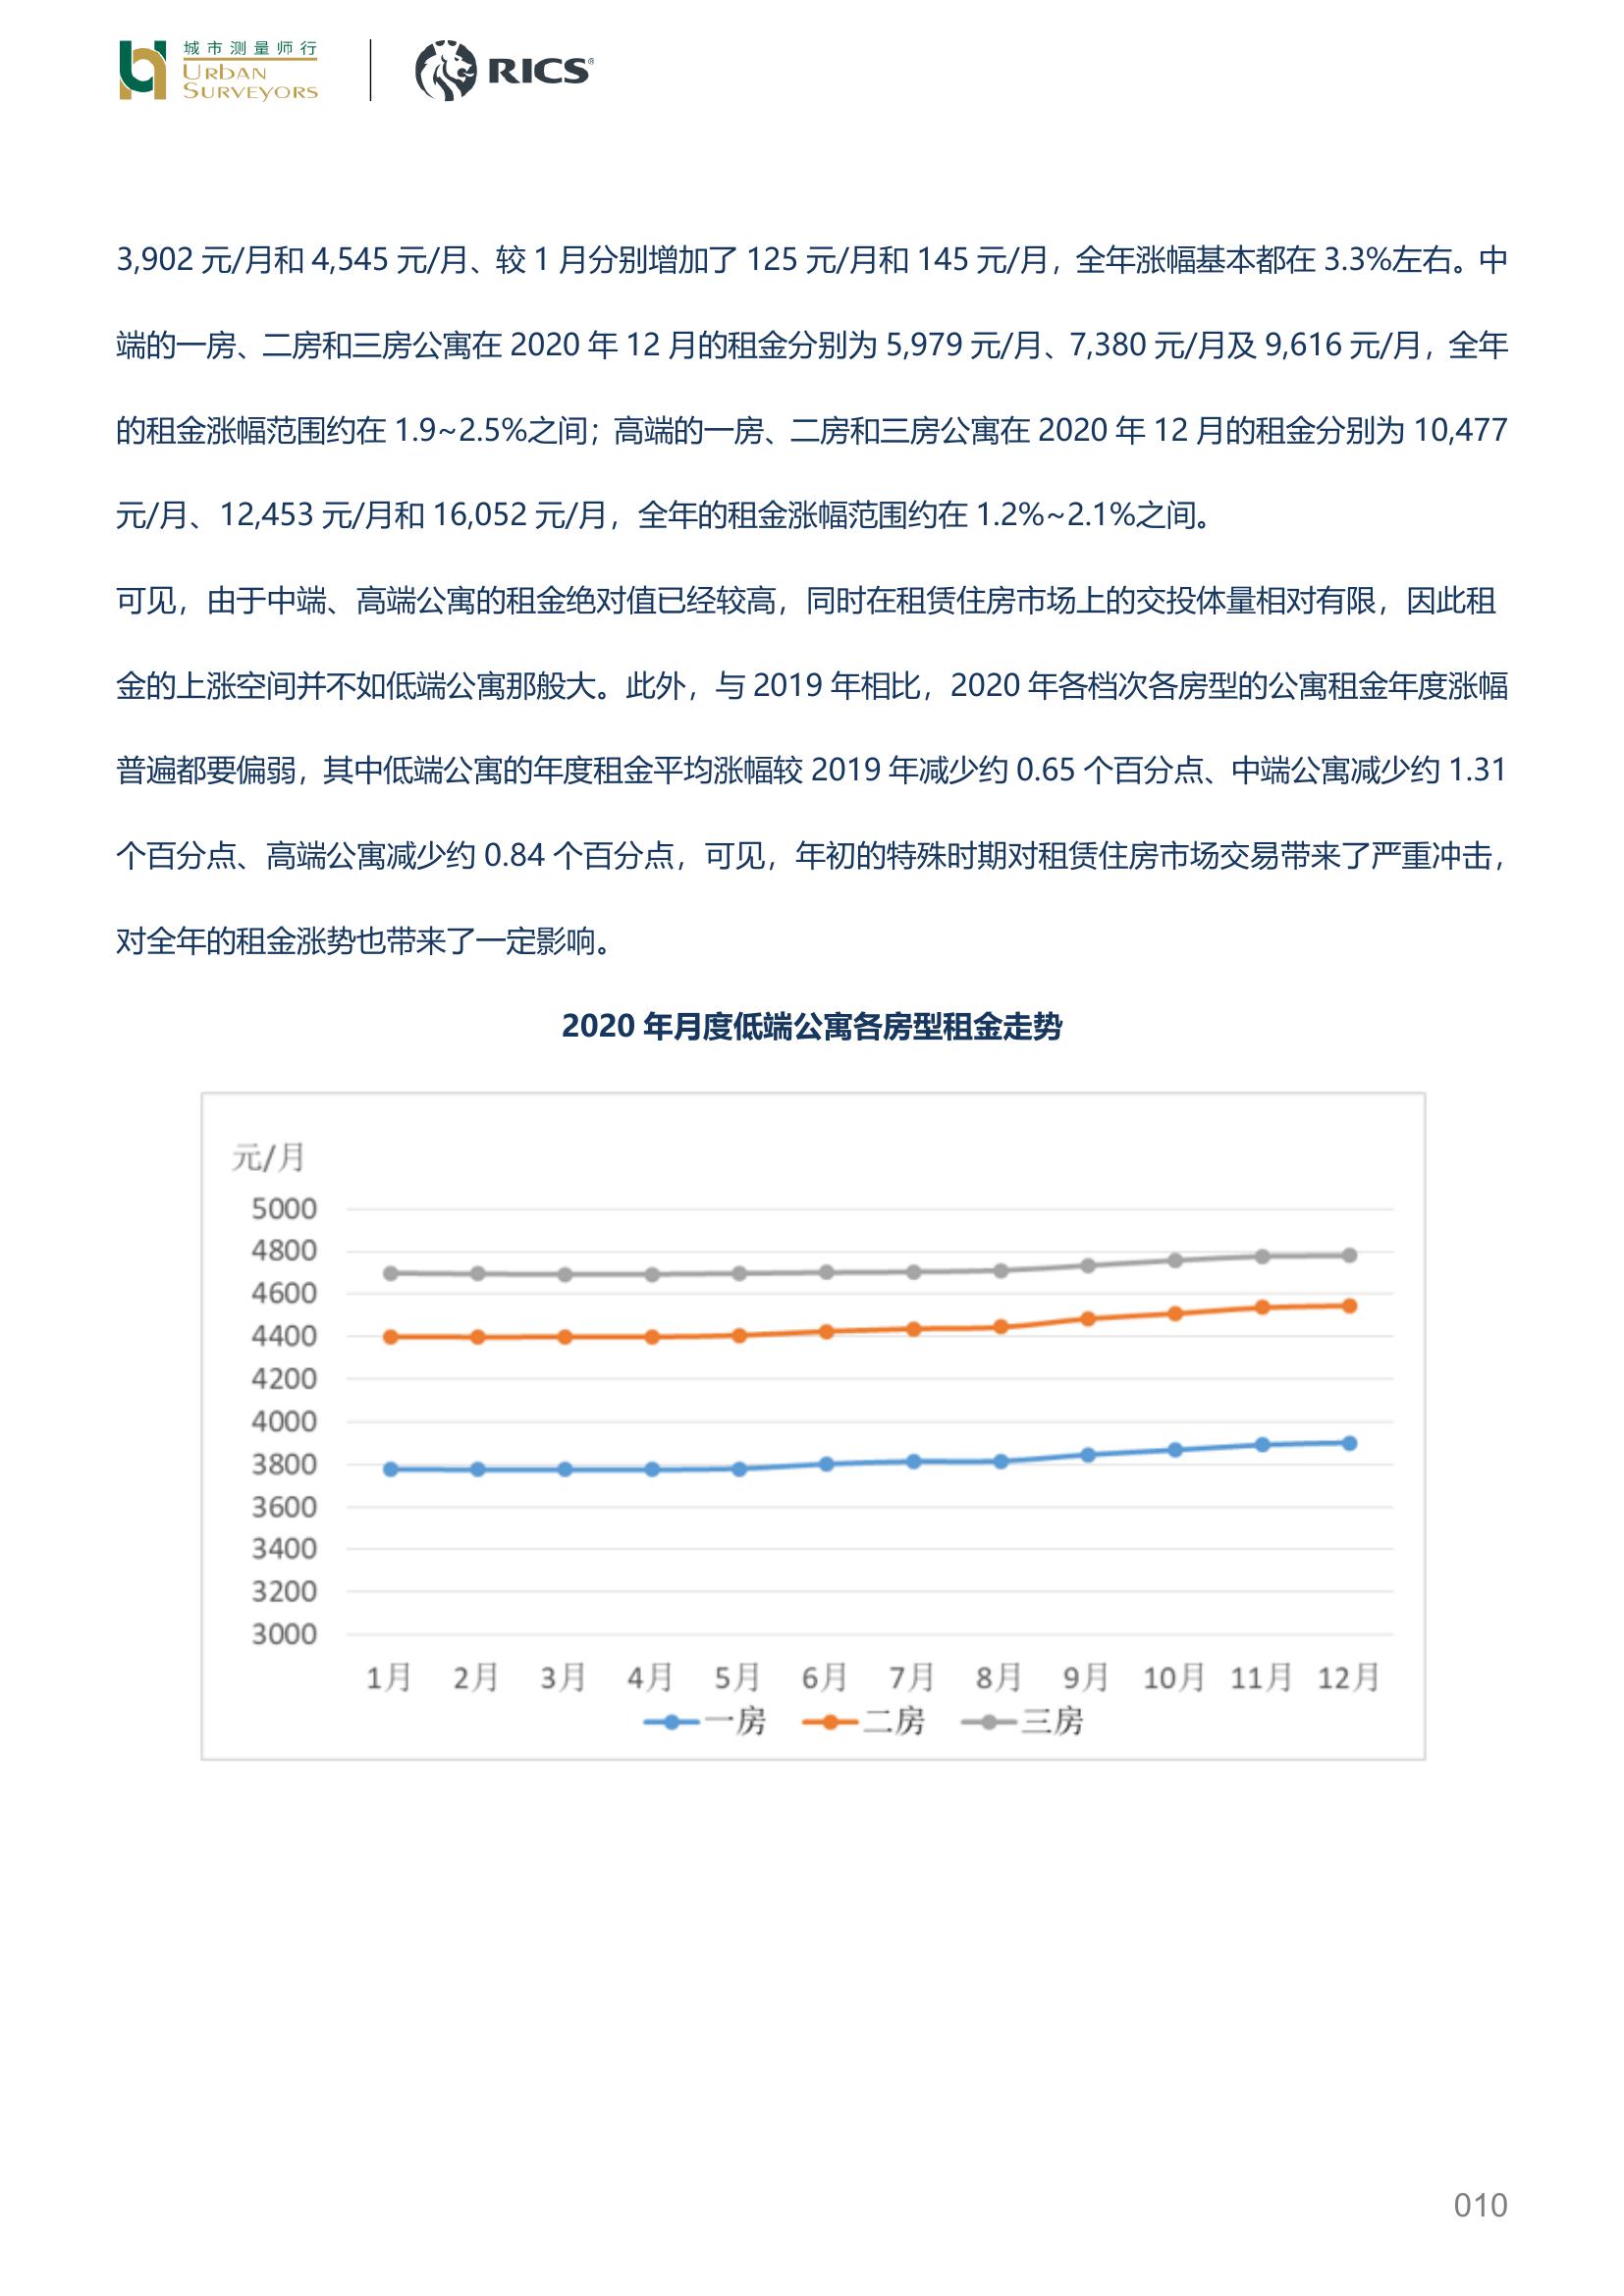 城市测量师行
URBAN
SURVEYORS
RICS®
3,902 元/月和 4,545 元/月、较 1 月分别增加了 125 元/月和 145 元/月，全年涨幅基本都在 3.3%左右。中
端的一房、二房和三房公寓在 2020 年 12 月的租金分别为 5,979 元/月、7,380 元/月及 9,616 元/月，全年
的租金涨幅范围约在 1.9~2.5%之间；高端的一房、二房和三房公寓在 2020 年 12 月的租金分别为 10,477
元/月、12,453 元/月和 16,052 元/月，全年的租金涨幅范围约在 1.2%~2.1%之间。
可见，由于中端、高端公寓的租金绝对值已经较高，同时在租赁住房市场上的交投体量相对有限，因此租
金的上涨空间并不如低端公寓那般大。此外，与 2019 年相比，2020 年各档次各房型的公寓租金年度涨幅
普遍都要偏弱，其中低端公寓的年度租金平均涨幅较 2019 年减少约 0.65 个百分点、中端公寓减少约 1.31
个百分点、高端公寓减少约 0.84 个百分点，可见，年初的特殊时期对租赁住房市场交易带来了严重冲击，
对全年的租金涨势也带来了一定影响。
2020 年月度低端公寓各房型租金走势
元/月
5000
4800
4600
4400
4200
4000
3800
3600
3400
3200
3000
1月 2月 3月 4月 5月 6月 7月 8月 9月 10月 11月 12月
一房 二房 三房
010